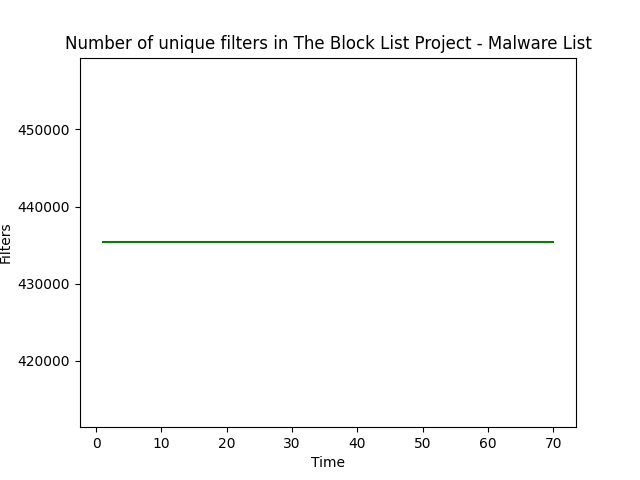 Number of unique filters in The Block List Project - Malware List
450000
440000
430000
420000
Filters
0 10 20 30 40 50 60 70
Time